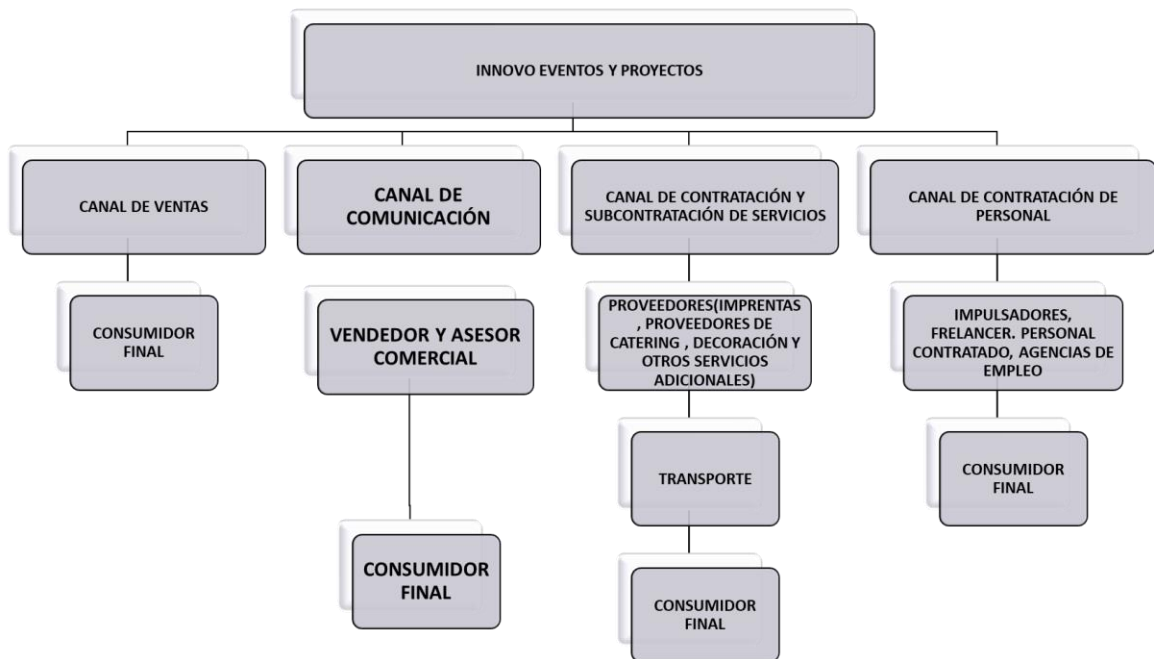 INNOVO EVENTOS Y PROYECTOS
CANAL DE VENTAS
CANAL DE
COMUNICACIÓN
CANAL DE CONTRATACIÓN Y
SUBCONTRATACIÓN DE SERVICIOS
CANAL DE CONTRATACIÓN DE
PERSONAL
CONSUMIDOR
FINAL
VENDEDOR Y ASESOR
COMERCIAL
PROVEEDORES(IMPRENTAS
, PROVEEDORES DE
CATERING , DECORACIÓN Y
OTROS SERVICIOS
ADICIONALES)
IMPULSADORES,
FRELANCER. PERSONAL
CONTRATADO, AGENCIAS DE
EMPLEO
TRANSPORTE
CONSUMIDOR
FINAL
CONSUMIDOR
FINAL
CONSUMIDOR
FINAL